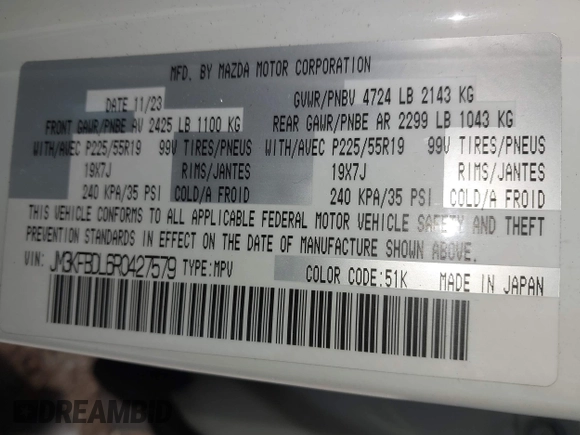 MFD. BY MAZDA MOTOR CORPORATION
DATE 11/23 GVWR/PNBV 4724 LB 2143 KG
FRONT GAWR/PNBE AV 2425 LB 1100 KG REAR GAWR/PNBE AR 2299 LB 1043 KG
WITH/AVEC P225/55R19 99V TIRES/PNEUS WITH/AVEC P225/55R19 99V TIRES/PNEUS
19X7J RIMS/JANTES 19X7J RIMS/JANTES
240 KPA/35 PSI COLD/A FROID 240 KPA/35 PSI COLD/A FROID
THIS VEHICLE CONFORMS TO ALL APPLICABLE FEDERAL MOTOR VEHICLE SAFETY AND THEFT
PREVENTION STANDARDS IN EFFECT ON THE DATE OF MANUFACTURE SHOWN ABOVE.
VIN: JM3KFBDL6R0427579 TYPE:MPV COLOR CODE:51K MADE IN JAPAN
DREAMBID